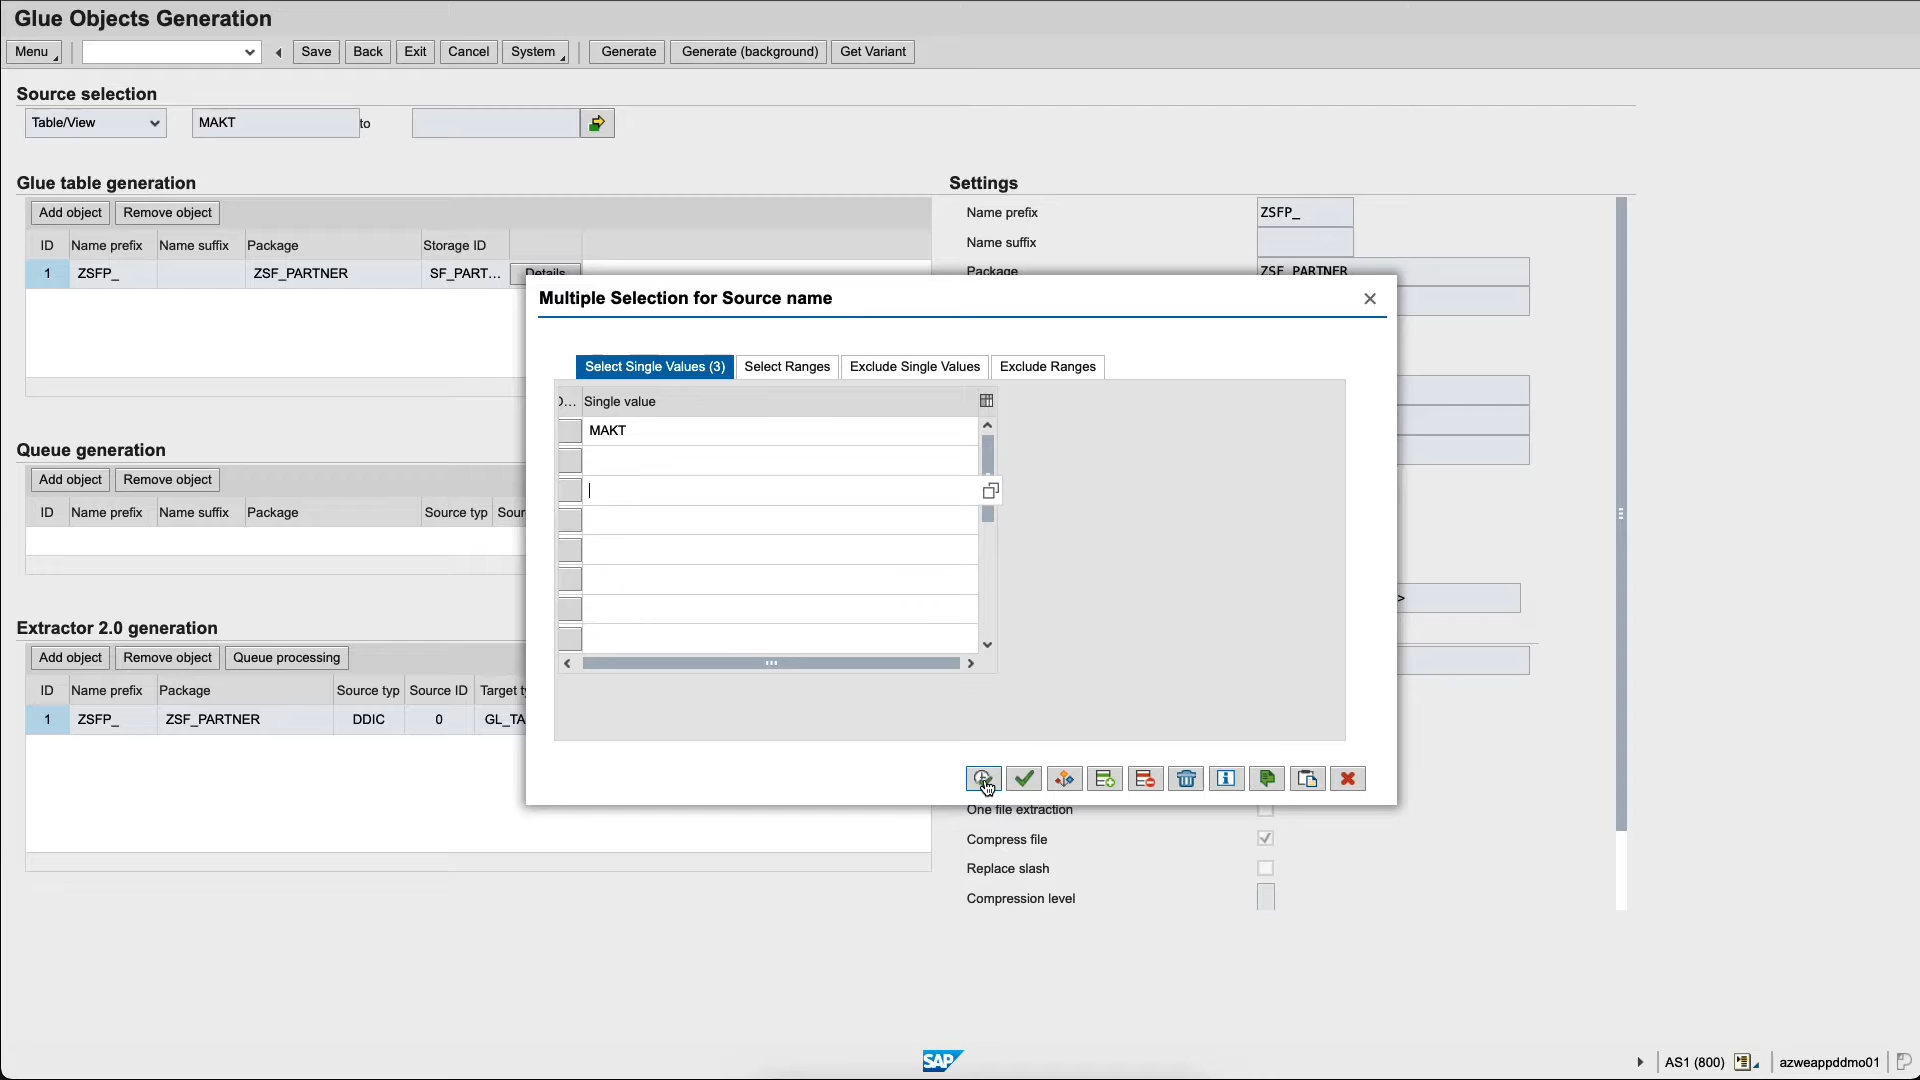 Glue Objects Generation
Menu Save Back Exit Cancel System Generate Generate (background) Get Variant
Source selection
Table/View MAKT to
Glue table generation
Add object Remove object
ID Name prefix Name suffix Package Storage ID
1 ZSFP_ ZSF_PARTNER SF_PART... Details
Settings
Name prefix ZSFP_
Name suffix
Package ZSF_PARTNER
Multiple Selection for Source name
Select Single Values (3) Select Ranges Exclude Single Values Exclude Ranges
Single value
MAKT
Queue generation
Add object Remove object
ID Name prefix Name suffix Package Source typ Sour
Extractor 2.0 generation
Add object Remove object Queue processing
ID Name prefix Package Source typ Source ID Target ty
1 ZSFP_ ZSF_PARTNER DDIC 0 GL_TA
>
One file extraction
Compress file
Replace slash
Compression level
SAP
AS1 (800) azweappddmo01